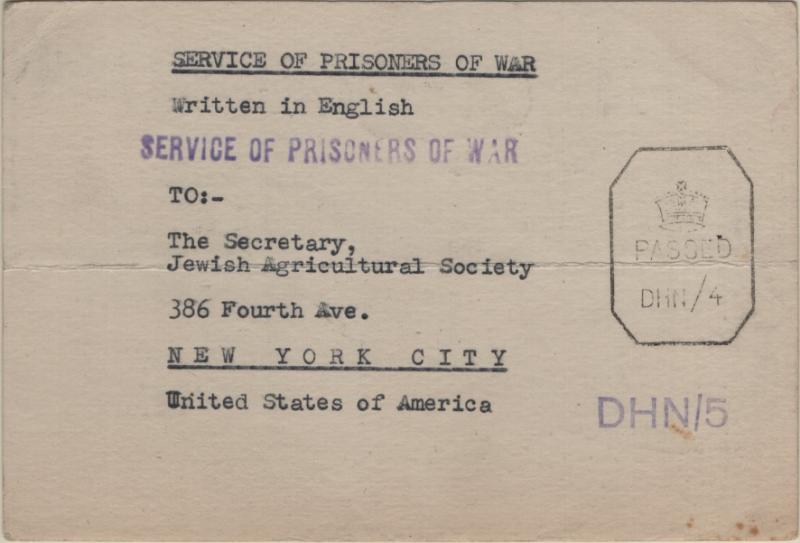 SERVICE OF PRISONERS OF WAR
Written in English
SERVICE OF PRISONERS OF WAR
TO:-
The Secretary,
Jewish Agricultural Society
386 Fourth Ave.
NEW YORK CITY
United States of America
PASSED
DHN/4
DHN/5